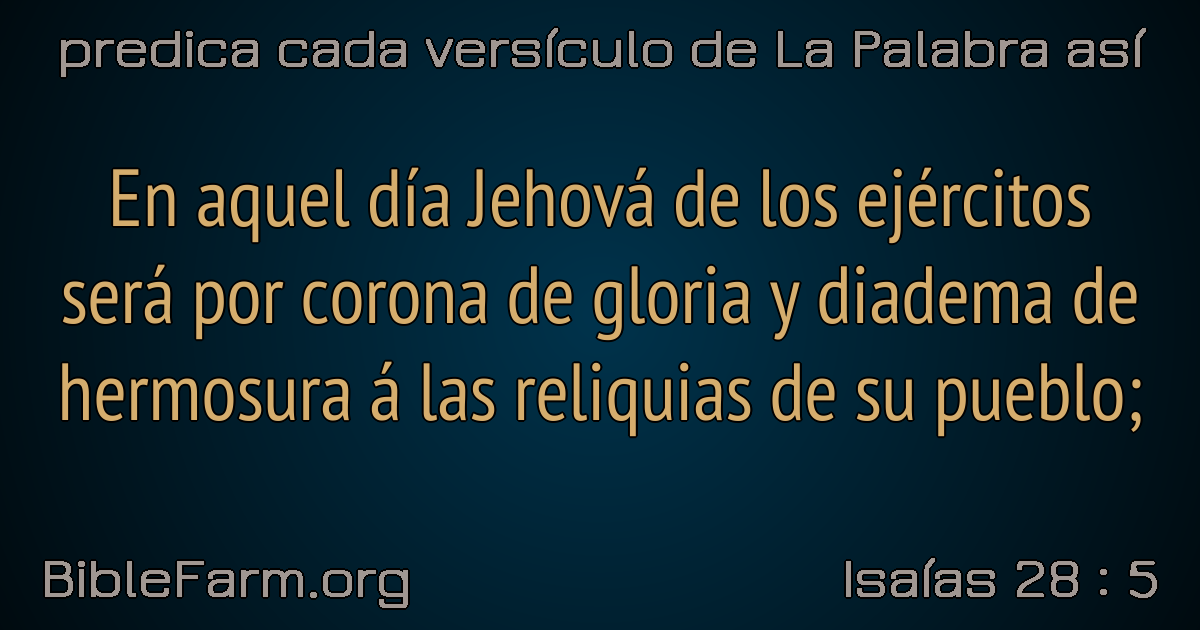 predica cada versículo de La Palabra así
En aquel día Jehová de los ejércitos
será por corona de gloria y diadema de
hermosura á las reliquias de su pueblo;
BibleFarm.org
Isaías 28 : 5